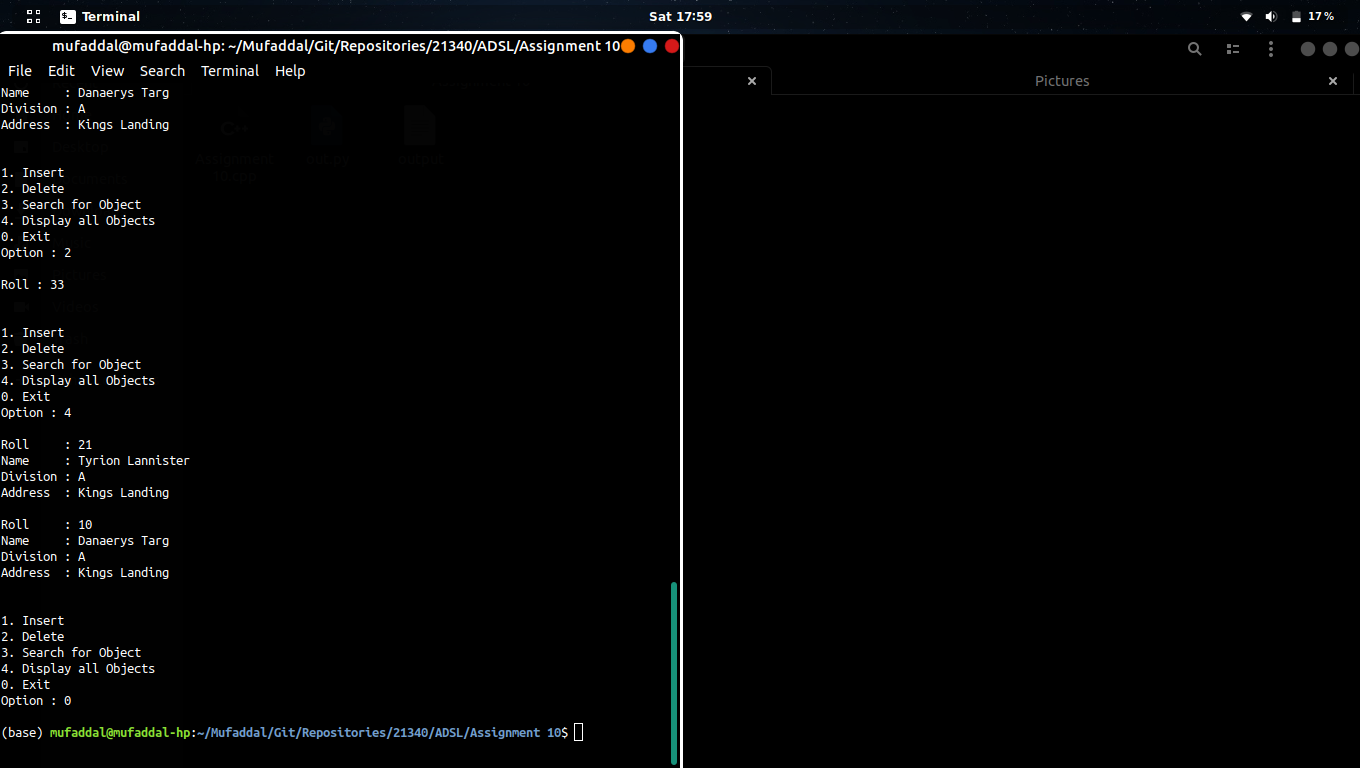 Terminal
Sat 17:59
17 %
mufaddal@mufaddal-hp: ~/Mufaddal/Git/Repositories/21340/ADSL/Assignment 10
File Edit View Search Terminal Help
Pictures
Name     : Danaerys Targ
Division : A
Address  : Kings Landing
1. Insert
2. Delete
3. Search for Object
4. Display all Objects
0. Exit
Option : 2
Roll : 33
1. Insert
2. Delete
3. Search for Object
4. Display all Objects
0. Exit
Option : 4
Roll     : 21
Name     : Tyrion Lannister
Division : A
Address  : Kings Landing
Roll     : 10
Name     : Danaerys Targ
Division : A
Address  : Kings Landing
1. Insert
2. Delete
3. Search for Object
4. Display all Objects
0. Exit
Option : 0
(base) mufaddal@mufaddal-hp:~/Mufaddal/Git/Repositories/21340/ADSL/Assignment 10$